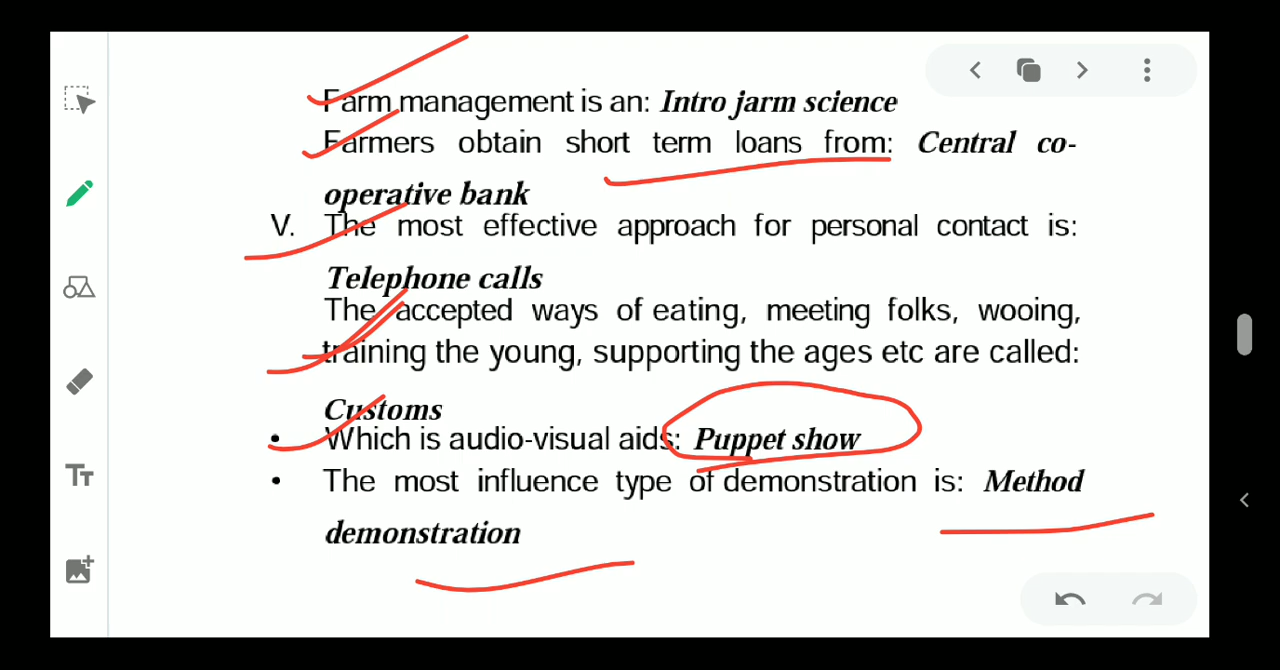 Farm management is an: Intro jarm science
Farmers obtain short term loans from: Central co-
operative bank
V. The most effective approach for personal contact is:
Telephone calls
The accepted ways of eating, meeting folks, wooing,
training the young, supporting the ages etc are called:
Customs
• Which is audio-visual aids: Puppet show
• The most influence type of demonstration is: Method
demonstration
TT